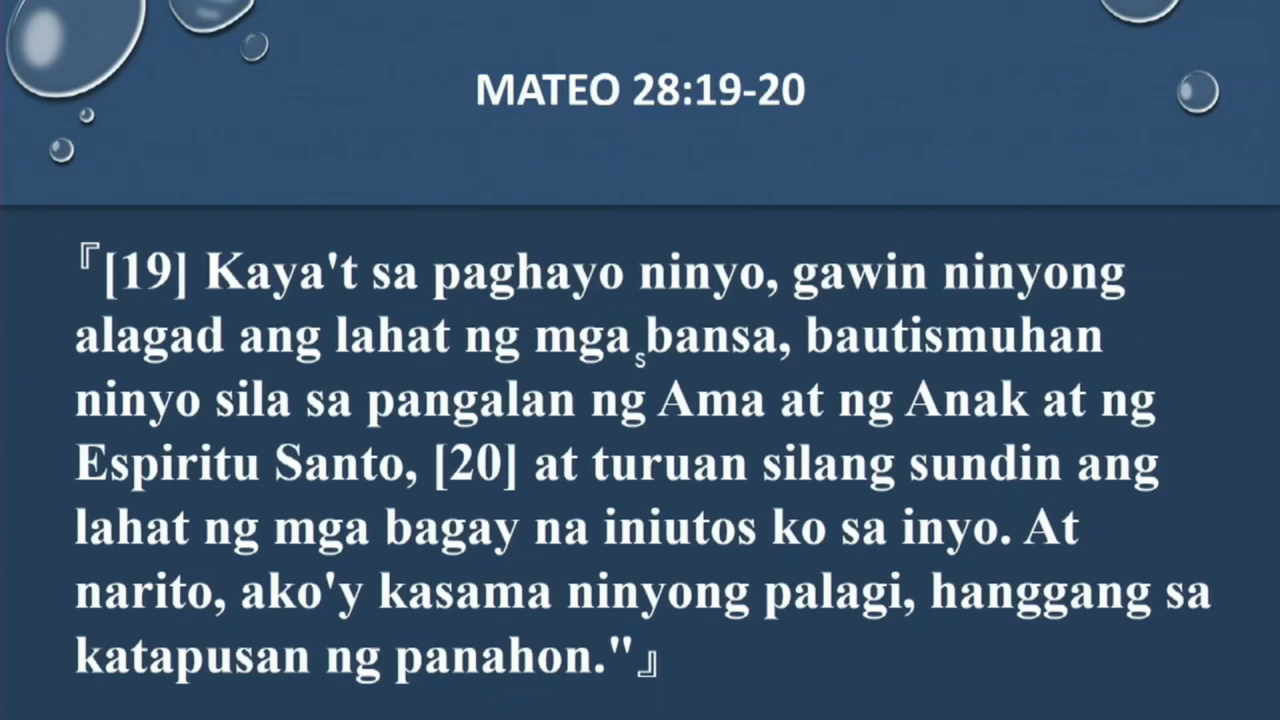 MATEO 28:19-20
『[19] Kaya't sa paghayo ninyo, gawin ninyong
alagad ang lahat ng mga bansa, bautismuhan
s
ninyo sila sa pangalan ng Ama at ng Anak at ng
Espiritu Santo, [20] at turuan silang sundin ang
lahat ng mga bagay na iniutos ko sa inyo. At
narito, ako'y kasama ninyong palagi, hanggang sa
katapusan ng panahon."』